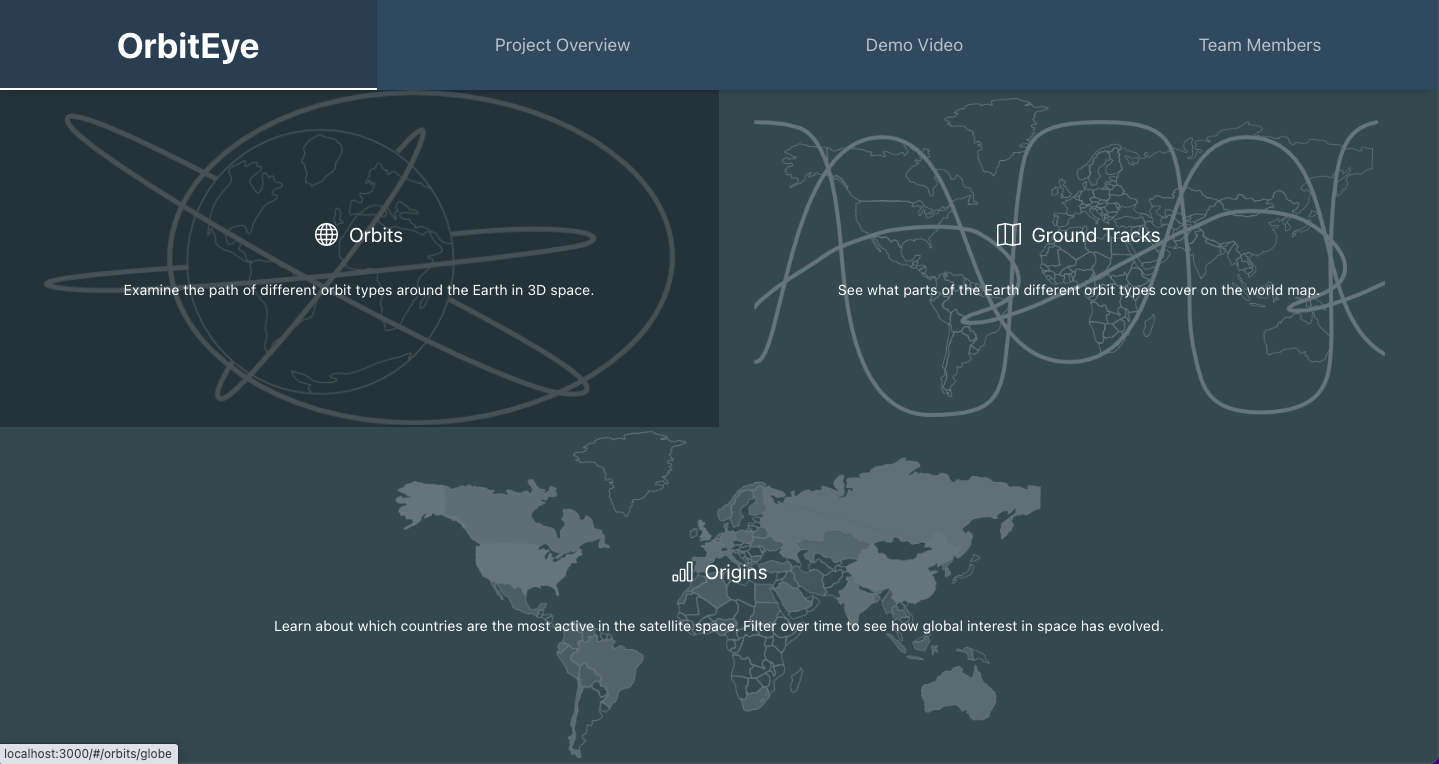 OrbitEye
Project Overview
Demo Video
Team Members
Orbits
Examine the path of different orbit types around the Earth in 3D space.
Ground Tracks
See what parts of the Earth different orbit types cover on the world map.
Origins
Learn about which countries are the most active in the satellite space. Filter over time to see how global interest in space has evolved.
localhost:3000/#/orbits/globe